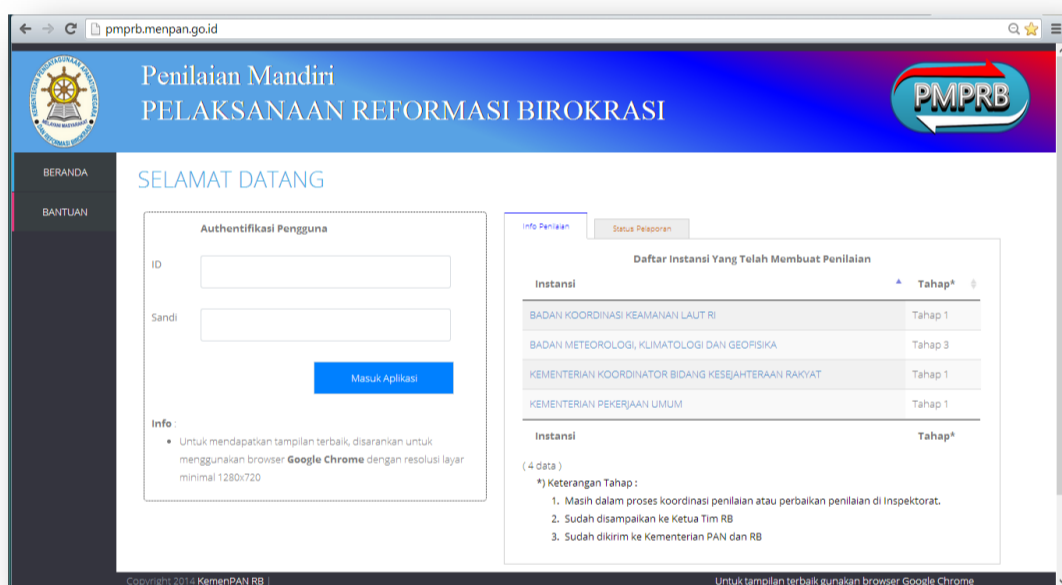 pmprb.menpan.go.id
Penilaian Mandiri
PELAKSANAAN REFORMASI BIROKRASI
PMPRB
BERANDA
BANTUAN
SELAMAT DATANG
Authentifikasi Pengguna
ID
Sandi
Masuk Aplikasi
Info :
Untuk mendapatkan tampilan terbaik, disarankan untuk
menggunakan browser Google Chrome dengan resolusi layar
minimal 1280x720
Info Penilaian
Status Pelaporan
Daftar Instansi Yang Telah Membuat Penilaian
Instansi Tahap*
BADAN KOORDINASI KEAMANAN LAUT RI Tahap 1
BADAN METEOROLOGI, KLIMATOLOGI DAN GEOFISIKA Tahap 3
KEMENTERIAN KOORDINATOR BIDANG KESEJAHTERAAN RAKYAT Tahap 1
KEMENTERIAN PEKERJAAN UMUM Tahap 1
Instansi Tahap*
( 4 data )
*) Keterangan Tahap :
1. Masih dalam proses koordinasi penilaian atau perbaikan penilaian di Inspektorat.
2. Sudah disampaikan ke Ketua Tim RB
3. Sudah dikirim ke Kementerian PAN dan RB
Copyright 2014 KemenPAN RB |
Untuk tampilan terbaik gunakan browser Google Chrome